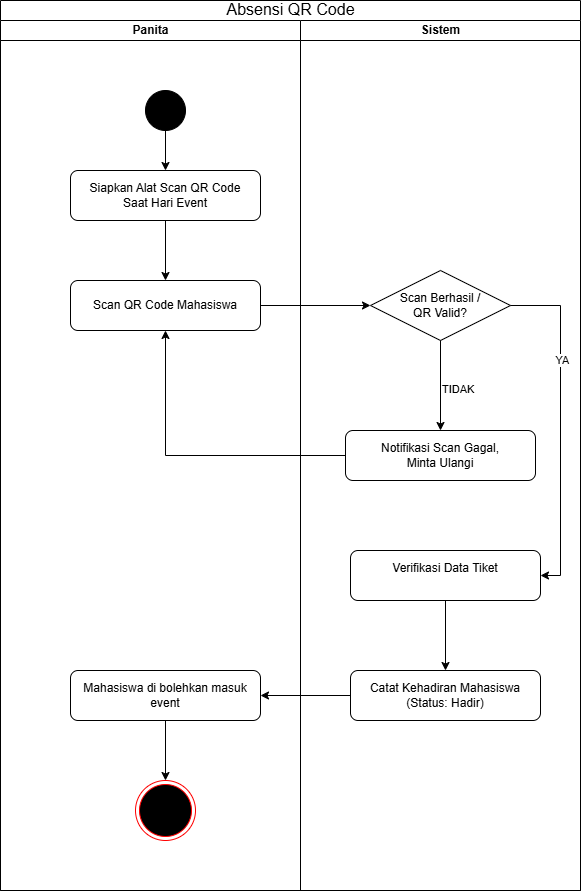 Absensi QR Code
Panita
Sistem
Siapkan Alat Scan QR Code
Saat Hari Event
Scan QR Code Mahasiswa
Scan Berhasil /
QR Valid?
YA
TIDAK
Notifikasi Scan Gagal,
Minta Ulangi
Verifikasi Data Tiket
Mahasiswa di bolehkan masuk
event
Catat Kehadiran Mahasiswa
(Status: Hadir)